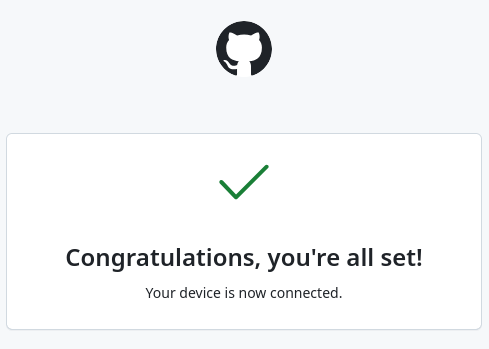 Congratulations, you're all set!
Your device is now connected.